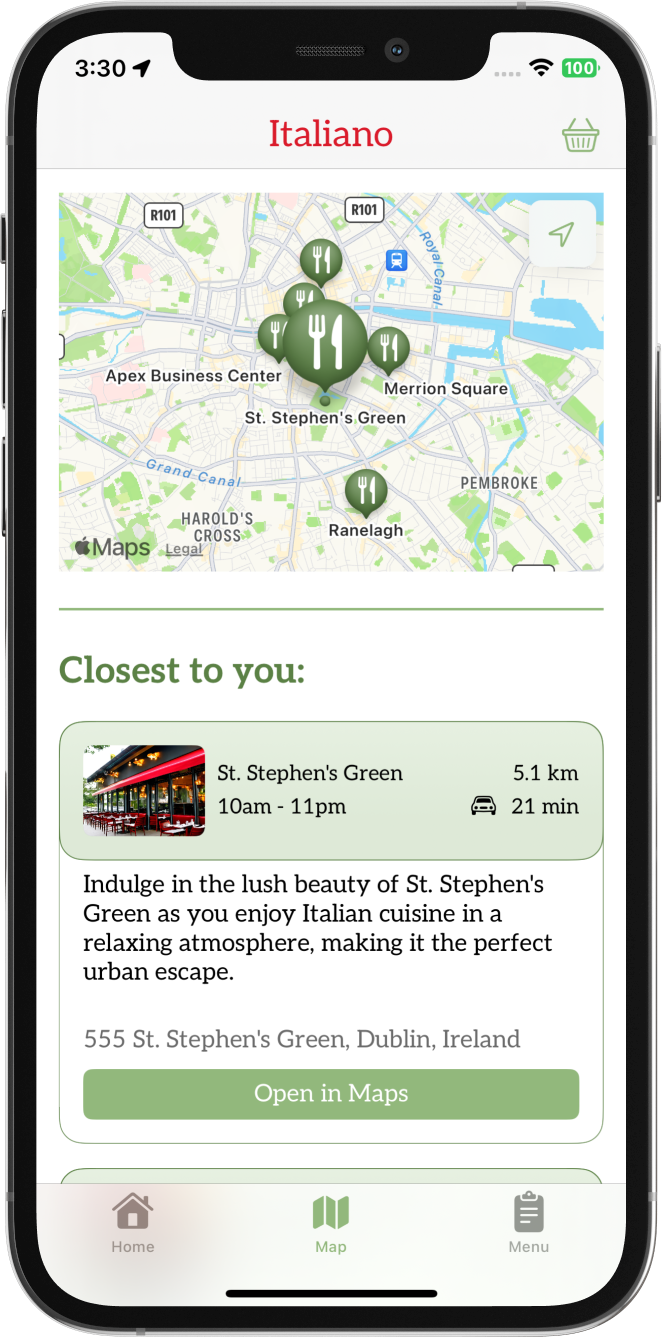 3:30
100
Italiano
R101
R101
Royal Canal
Apex Business Center
Merrion Square
St. Stephen's Green
Grand Canal
PEMBROKE
HAROLD'S
CROSS
Ranelagh
Maps
Legal
Closest to you:
St. Stephen's Green
5.1 km
10am - 11pm
21 min
Indulge in the lush beauty of St. Stephen's
Green as you enjoy Italian cuisine in a
relaxing atmosphere, making it the perfect
urban escape.
555 St. Stephen's Green, Dublin, Ireland
Open in Maps
Home
Map
Menu